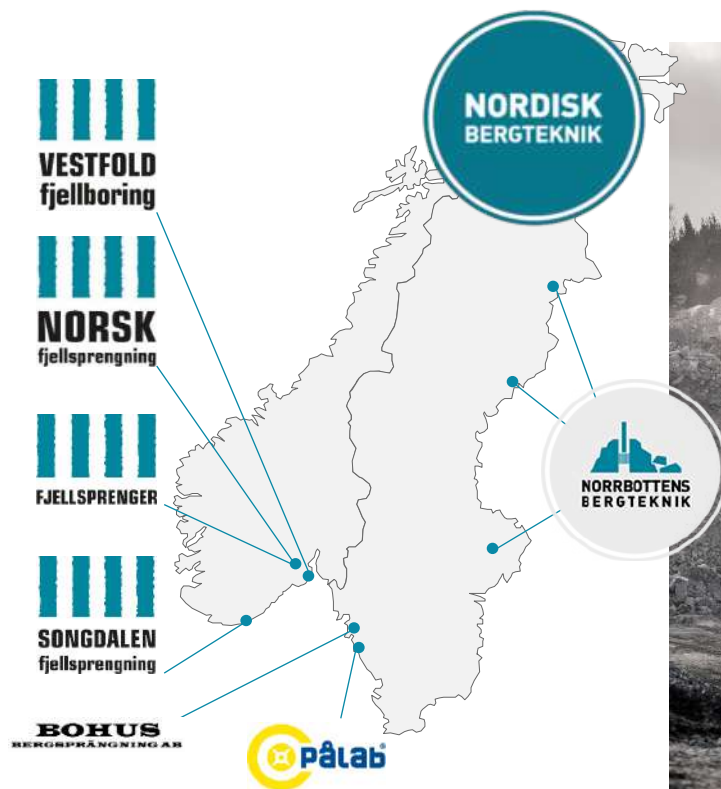 NORDISK
BERGTEKNIK
VESTFOLD
fjellboring
NORSK
fjellsprengning
FJELLSPRENGER
SONGDALEN
fjellsprengning
BOHUS
BERGSPRÄNGNING AB
NORRBOTTENS
BERGTEKNIK
pålab®